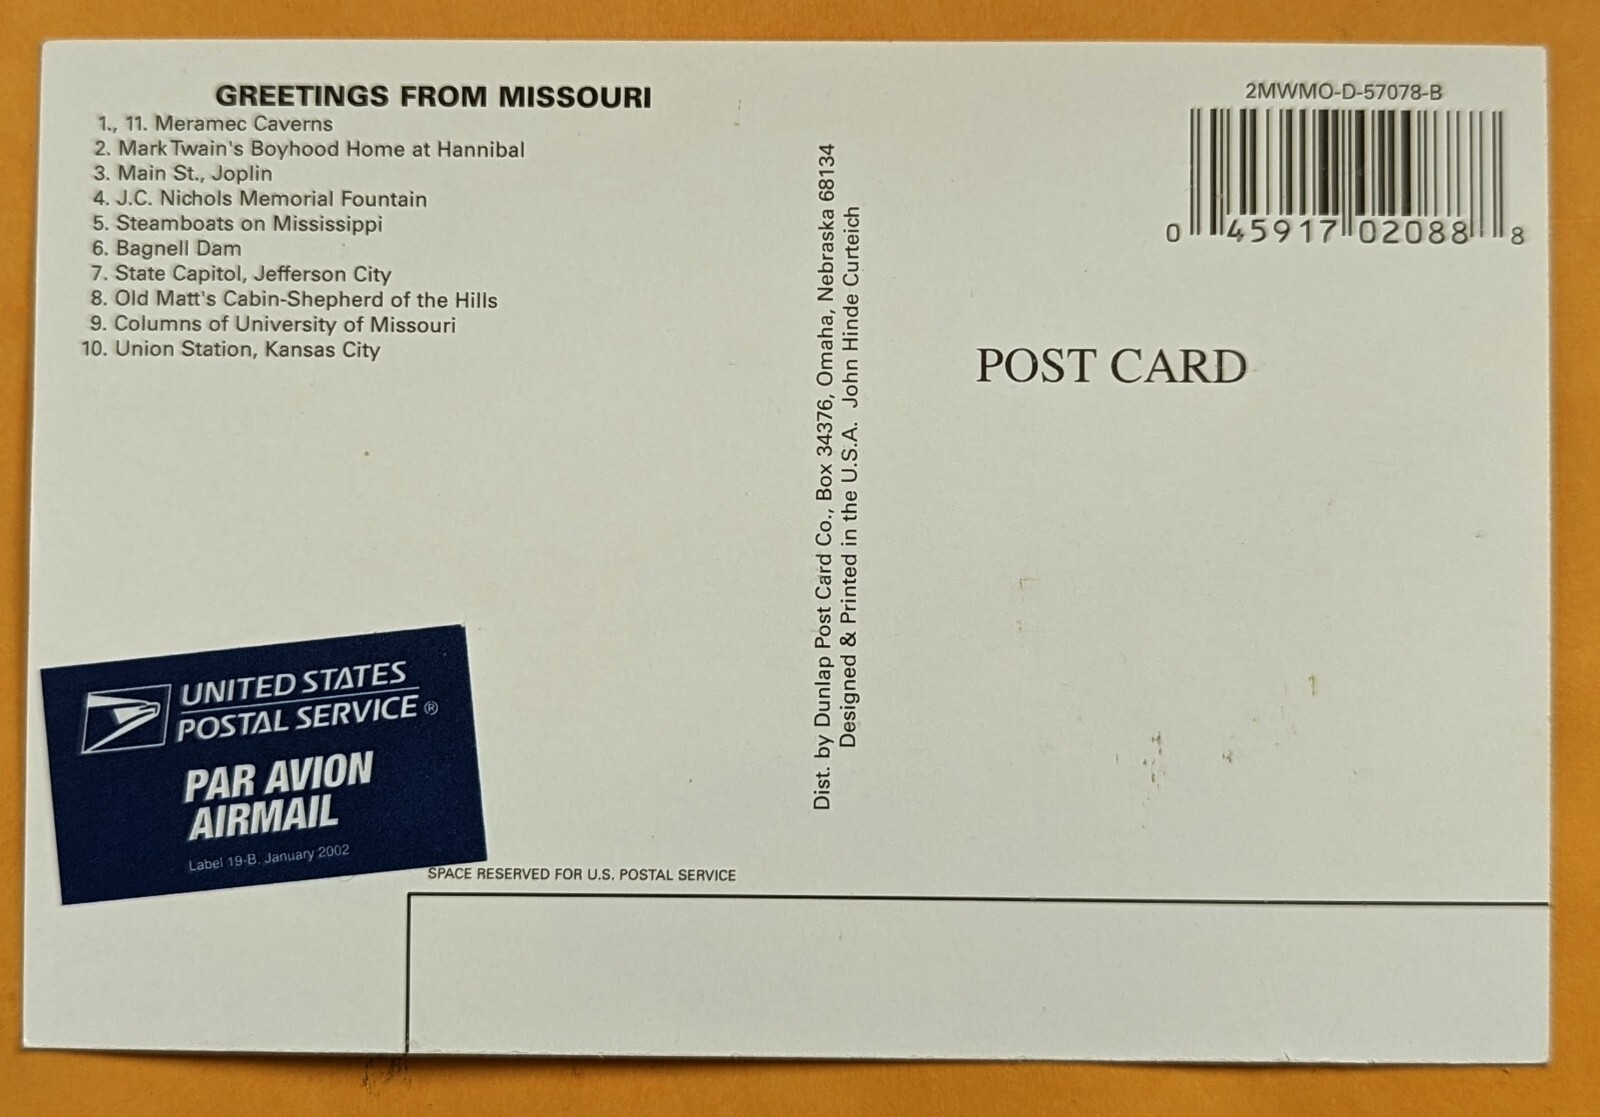 GREETINGS FROM MISSOURI
1., 11. Meramec Caverns
2. Mark Twain's Boyhood Home at Hannibal
3. Main St., Joplin
4. J.C. Nichols Memorial Fountain
5. Steamboats on Mississippi
6. Bagnell Dam
7. State Capitol, Jefferson City
8. Old Matt's Cabin-Shepherd of the Hills
9. Columns of University of Missouri
10. Union Station, Kansas City
UNITED STATES
POSTAL SERVICE®
PAR AVION
AIRMAIL
Label 19-B, January 2002
SPACE RESERVED FOR U.S. POSTAL SERVICE
Dist. by Dunlap Post Card Co., Box 34376, Omaha, Nebraska 68134
Designed & Printed in the U.S.A. John Hinde Curteich
2MWMO-D-57078-B
0 45917 02088 8
POST CARD